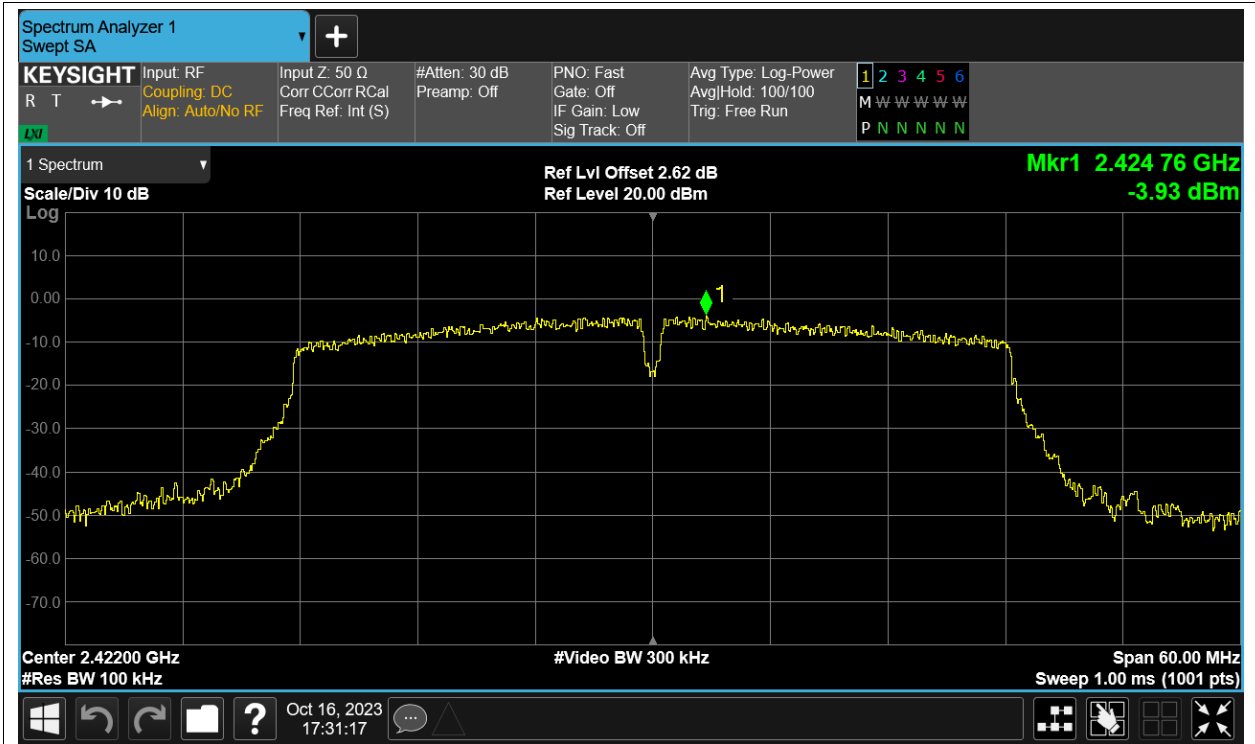 Spectrum Analyzer 1
Swept SA
KEYSIGHT
R T
LXI
Input: RF
Coupling: DC
Align: Auto/No RF
Input Z: 50 Ω
Corr CCorr RCal
Freq Ref: Int (S)
#Atten: 30 dB
Preamp: Off
PNO: Fast
Gate: Off
IF Gain: Low
Sig Track: Off
Avg Type: Log-Power
Avg|Hold: 100/100
Trig: Free Run
1 2 3 4 5 6
M W W W W W
P N N N N N
1 Spectrum
Scale/Div 10 dB
Log
Ref Lvl Offset 2.62 dB
Ref Level 20.00 dBm
Mkr1 2.424 76 GHz
-3.93 dBm
10.0
0.00
1
-10.0
-20.0
-30.0
-40.0
-50.0
-60.0
-70.0
Center 2.42200 GHz
#Video BW 300 kHz
Span 60.00 MHz
#Res BW 100 kHz
Sweep 1.00 ms (1001 pts)
?
Oct 16, 2023
17:31:17